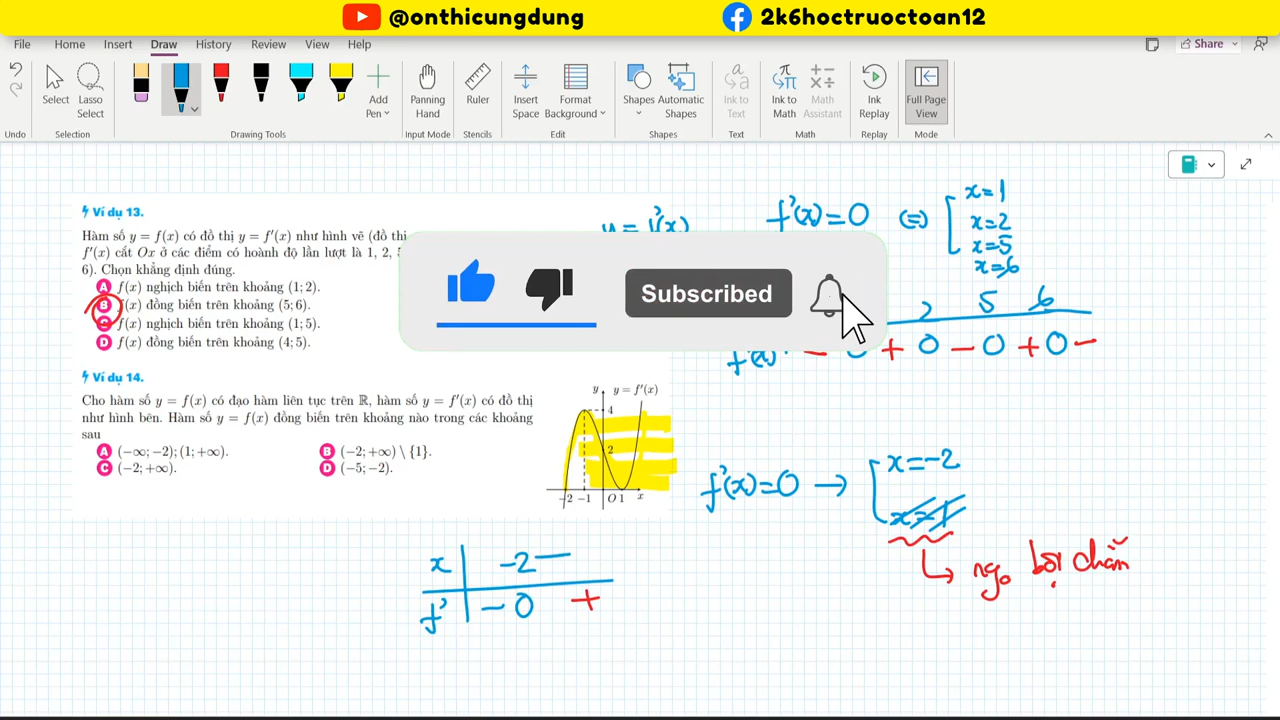 @onthicungdung
2k6hoctructoan12
File Home Insert Draw History Review View Help
Share
Select
Lasso Select
Add Pen
Panning Hand
Ruler
Insert Space
Format Background
Shapes
Automatic Shapes
Ink to Text
Ink to Math
Math Assistant
Ink Replay
Full Page View
Undo
Selection
Drawing Tools
Input Mode
Stencils
Edit
Shapes
Text
Math
Replay
Mode
Ví dụ 13.
Hàm số y = f(x) có đồ thị y = f′(x) như hình vẽ (đồ thị
f′(x) cắt Ox ở các điểm có hoành độ lần lượt là 1, 2, 5
6). Chọn khẳng định đúng.
A f(x) nghịch biến trên khoảng (1; 2).
B f(x) đồng biến trên khoảng (5; 6).
C f(x) nghịch biến trên khoảng (1; 5).
D f(x) đồng biến trên khoảng (4; 5).
y = f'(x)
f'(x)=0 ⇔ x=1
x=2
x=5
x=6
Subscribed
2 5 6
f'(x) − 0 + 0 − 0 + 0 −
Ví dụ 14.
Cho hàm số y = f(x) có đạo hàm liên tục trên ℝ, hàm số y = f′(x) có đồ thị
như hình bên. Hàm số y = f(x) đồng biến trên khoảng nào trong các khoảng
sau
A (−∞; −2); (1; +∞).
B (−2; +∞) \ {1}.
C (−2; +∞).
D (−5; −2).
y y = f′(x)
4
2
−2 −1 O 1 x
f'(x)=0 → x=-2
x=1
ngo bội chẵn
x -2
f' − 0 +